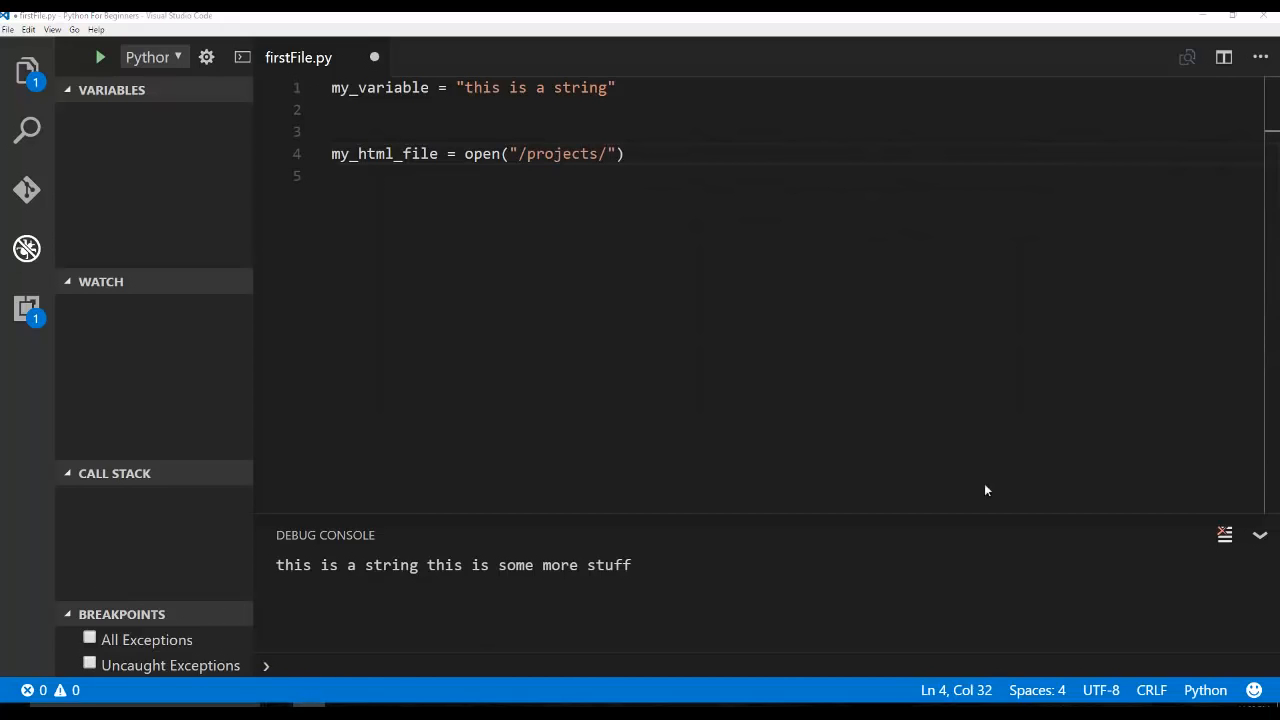 firstFile.py - Python For Beginners - Visual Studio Code
File Edit View Go Help
Python
firstFile.py
VARIABLES
WATCH
CALL STACK
BREAKPOINTS
All Exceptions
Uncaught Exceptions
1
1
1 my_variable = "this is a string"
2
3
4 my_html_file = open("/projects/")
5
DEBUG CONSOLE
this is a string this is some more stuff
0 0
Ln 4, Col 32 Spaces: 4 UTF-8 CRLF Python